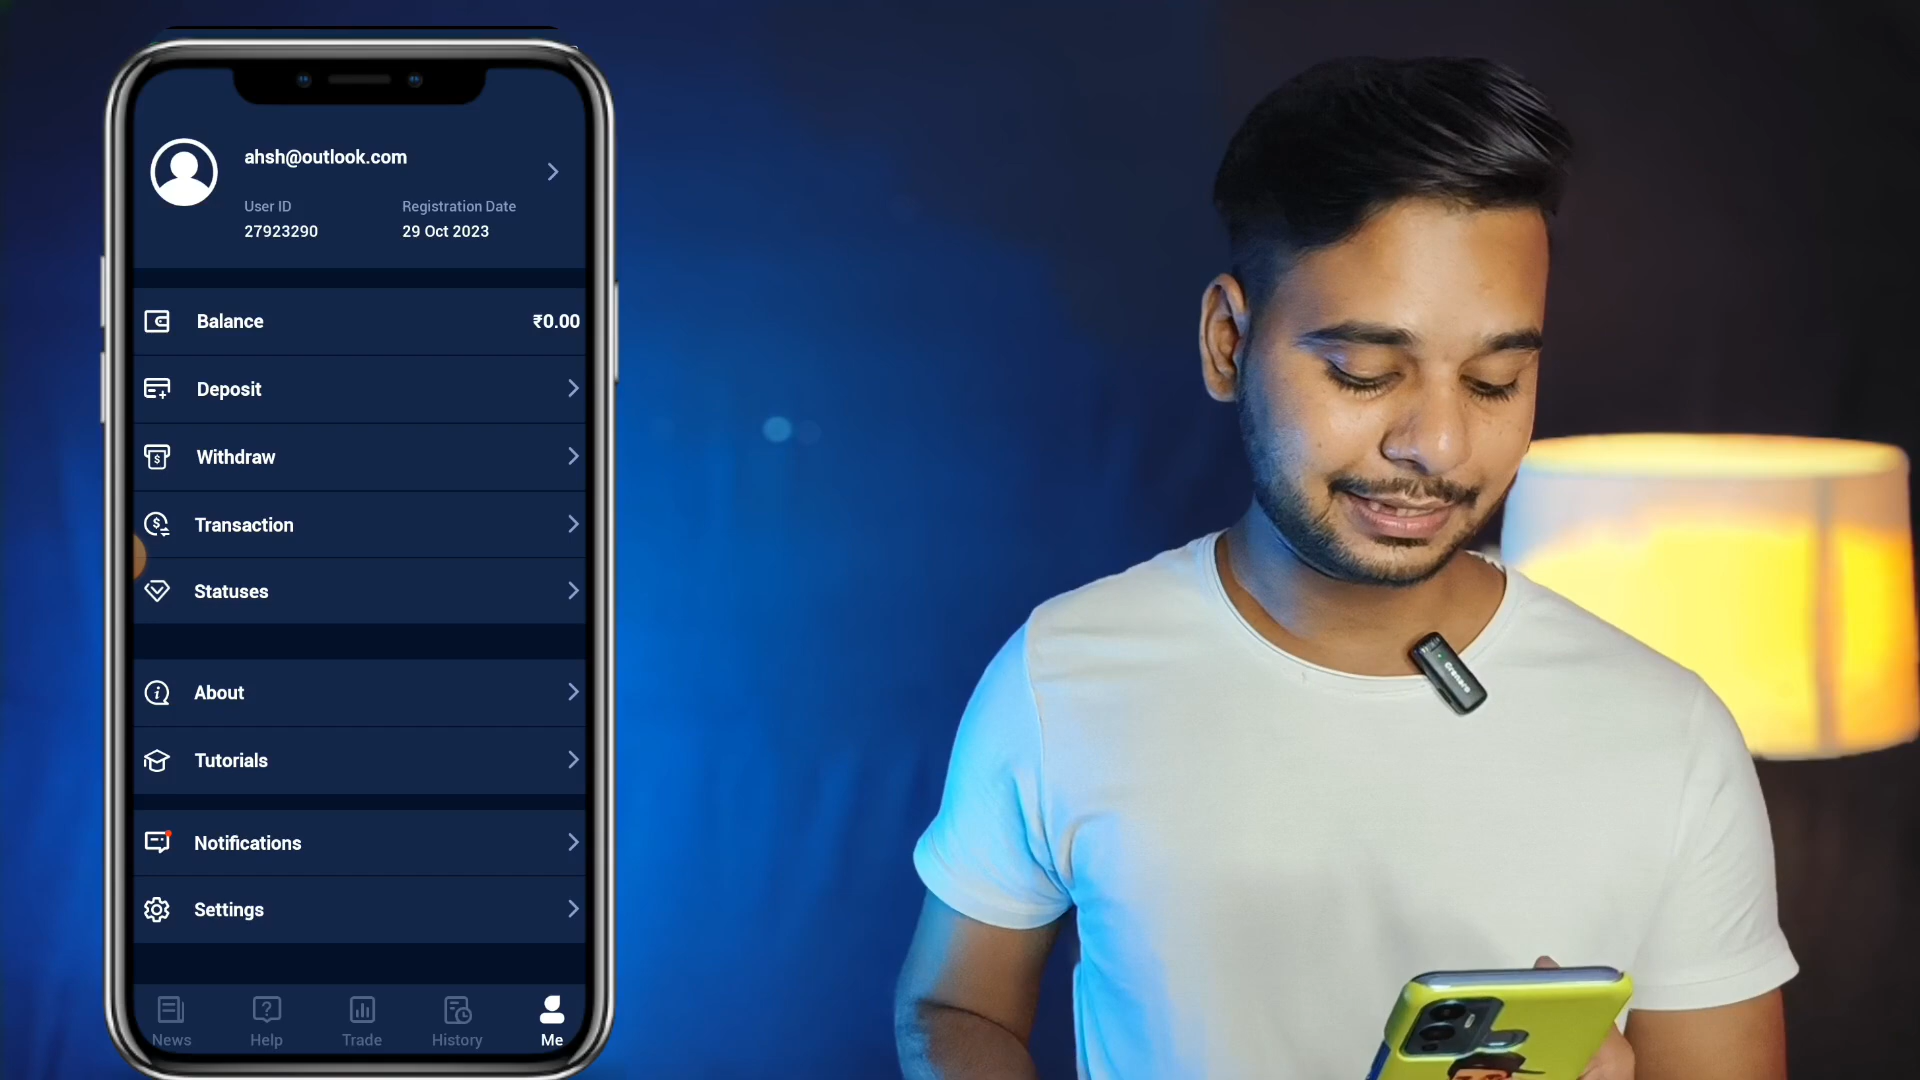 ahsh@outlook.com
User ID
Registration Date
27923290
29 Oct 2023
Balance
₹0.00
Deposit
Withdraw
Transaction
Statuses
About
Tutorials
Notifications
Settings
News
Help
Trade
History
Me